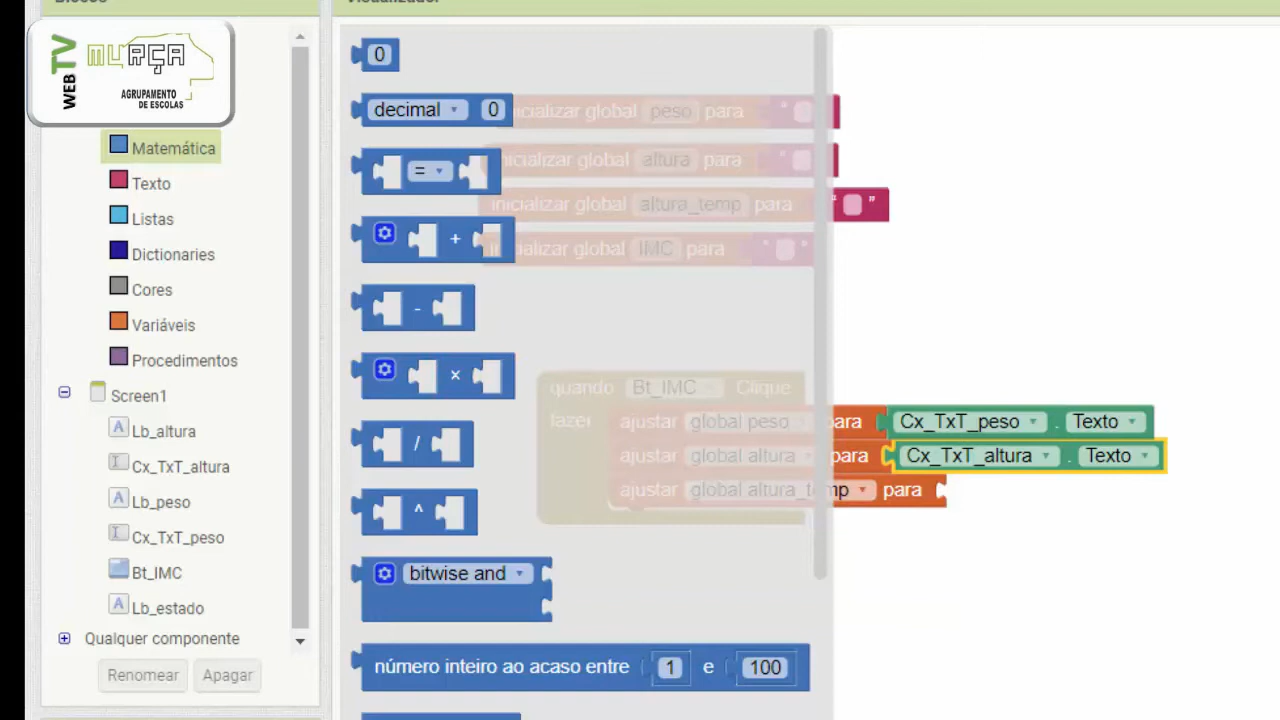 Blocos
Visualizador
WEB TV
MURÇA
AGRUPAMENTO
DE ESCOLAS
Matemática
Texto
Listas
Dictionaries
Cores
Variáveis
Procedimentos
Screen1
Lb_altura
Cx_TxT_altura
Lb_peso
Cx_TxT_peso
Bt_IMC
Lb_estado
Qualquer componente
Renomear Apagar
0
decimal 0
=
+
-
×
/
^
bitwise and
número inteiro ao acaso entre 1 e 100
inicializar global peso para " "
inicializar global altura para " "
inicializar global altura_temp para " "
inicializar global IMC para " "
quando Bt_IMC Clique
fazer ajustar global peso para Cx_TxT_peso . Texto
ajustar global altura para Cx_TxT_altura . Texto
ajustar global altura_temp para